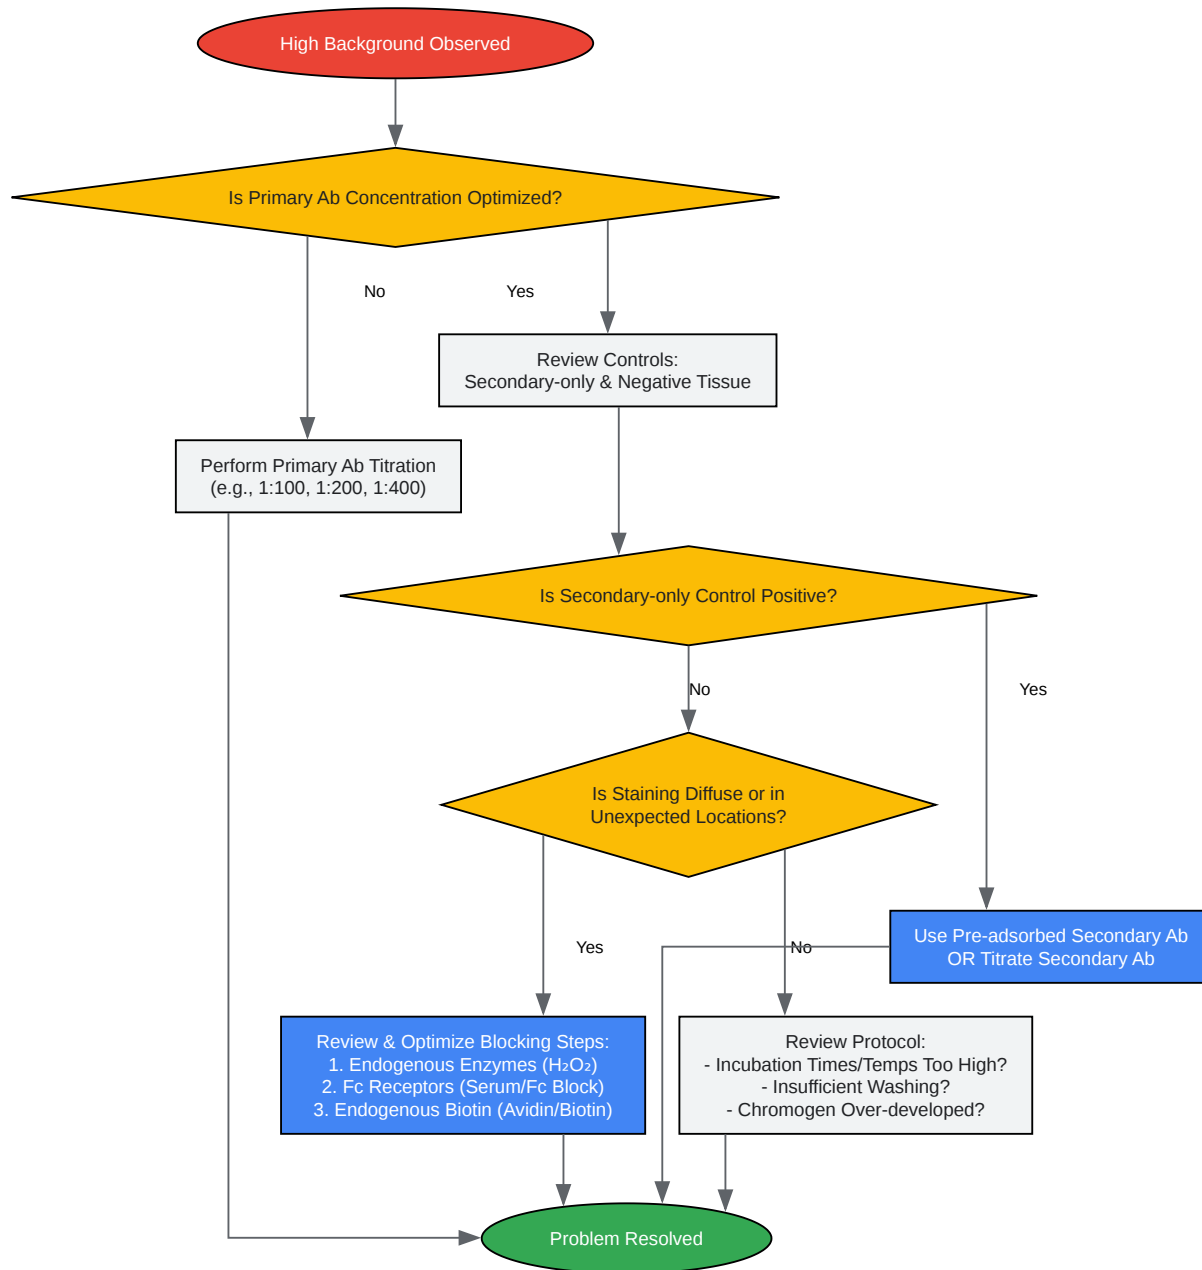 High Background Observed
Is Primary Ab Concentration Optimized?
No
Yes
Review Controls:
Secondary-only & Negative Tissue
Perform Primary Ab Titration
(e.g., 1:100, 1:200, 1:400)
Is Secondary-only Control Positive?
No
Yes
Is Staining Diffuse or in
Unexpected Locations?
Yes
No
Use Pre-adsorbed Secondary Ab
OR Titrate Secondary Ab
Review & Optimize Blocking Steps:
1. Endogenous Enzymes (H₂O₂)
2. Fc Receptors (Serum/Fc Block)
3. Endogenous Biotin (Avidin/Biotin)
Review Protocol:
- Incubation Times/Temps Too High?
- Insufficient Washing?
- Chromogen Over-developed?
Problem Resolved